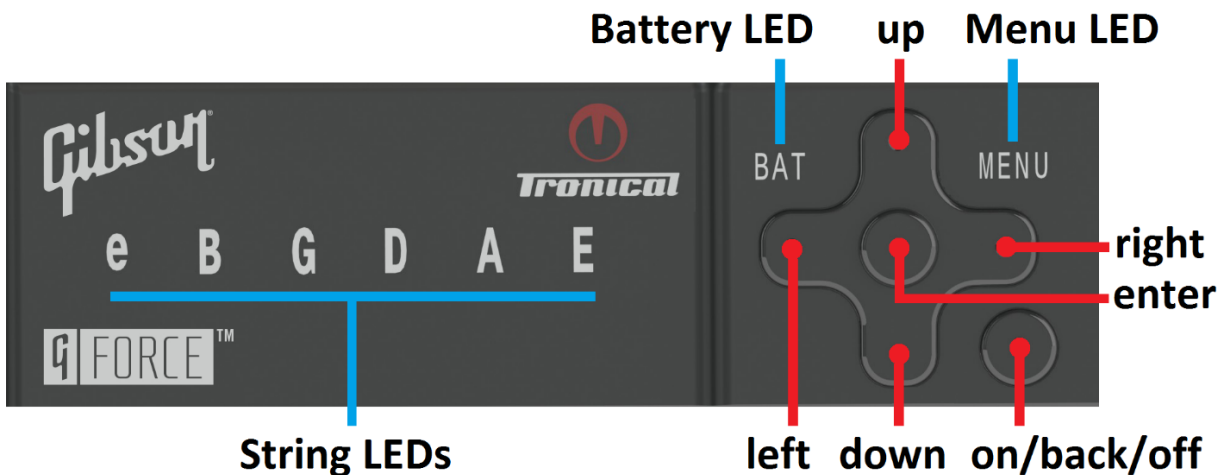 Battery LED up Menu LED
Gibson
Tronical
BAT MENU
e B G D A E
right
enter
G FORCE™
String LEDs left down on/back/off